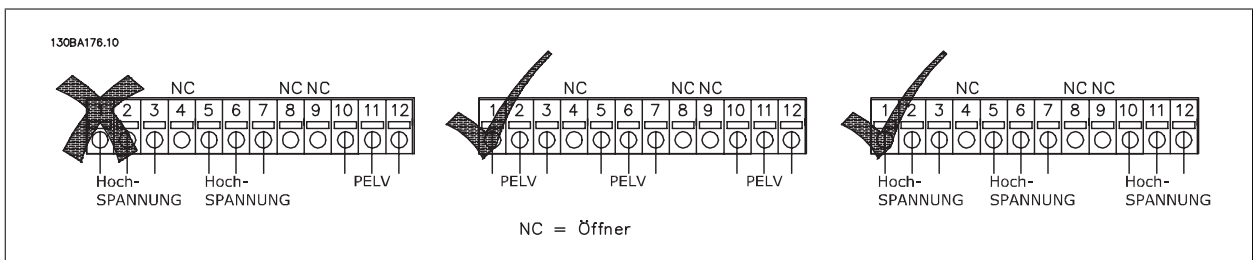 130BA176.10
NC NC NC
2 3 4 5 6 7 8 9 10 11 12
Hoch-
SPANNUNG
Hoch-
SPANNUNG
PELV
NC NC NC
1 2 3 4 5 6 7 8 9 10 11 12
PELV PELV PELV
NC NC NC
1 2 3 4 5 6 7 8 9 10 11 12
Hoch-
SPANNUNG
Hoch-
SPANNUNG
Hoch-
SPANNUNG
NC = Öffner